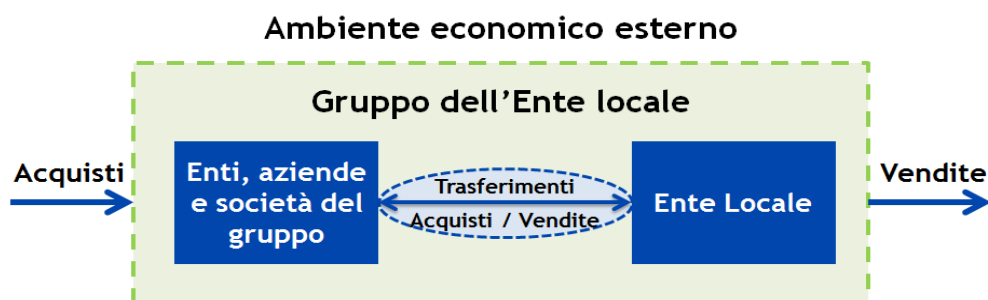 Ambiente economico esterno
Gruppo dell’Ente locale
Acquisti
Enti, aziende
e società del
gruppo
Trasferimenti
Acquisti / Vendite
Ente Locale
Vendite